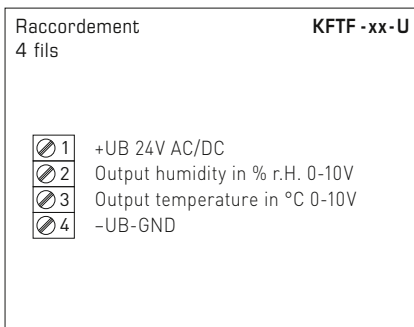 Raccordement KFTF -xx-U
4 fils
1 +UB 24V AC/DC
2 Output humidity in % r.H. 0-10V
3 Output temperature in °C 0-10V
4 –UB-GND